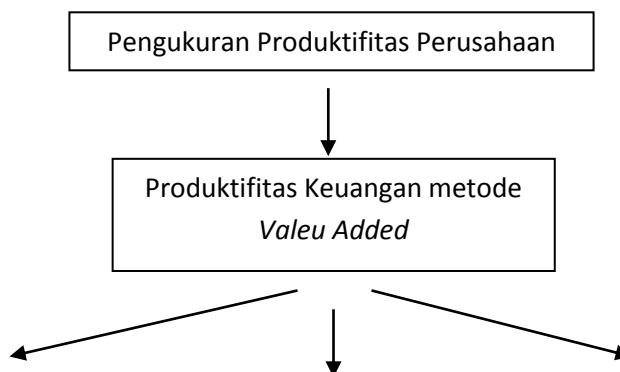 Pengukuran Produktifitas Perusahaan
Produktifitas Keuangan metode
Valeu Added